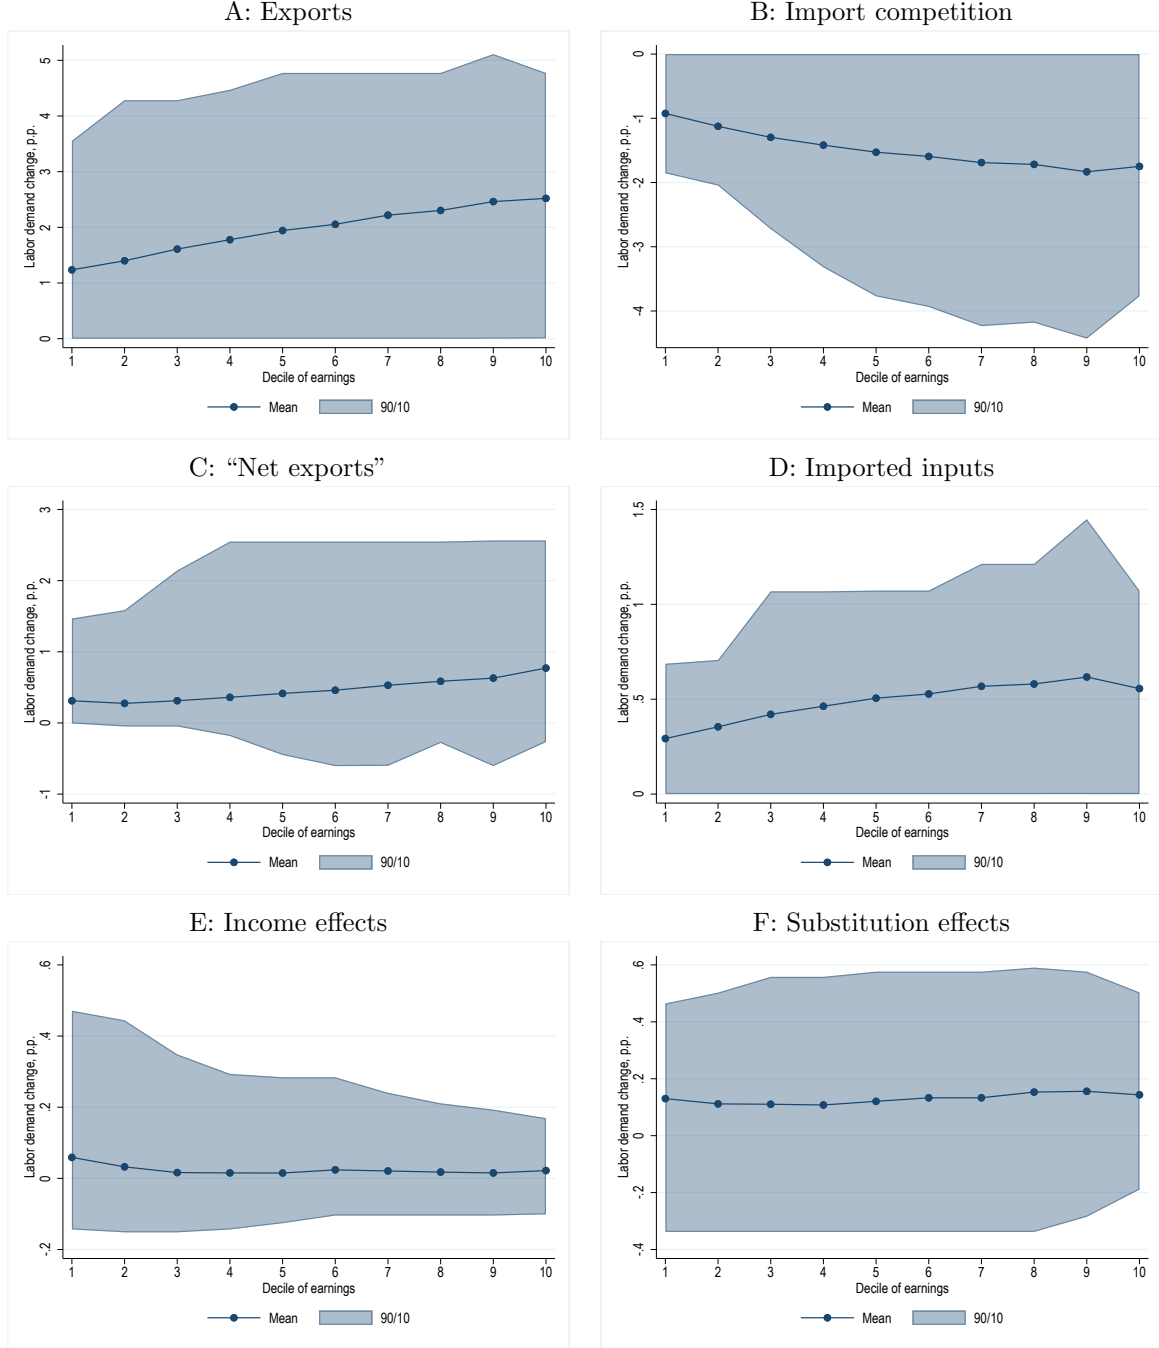 A: Exports
Labor demand change, p.p.
5
4
3
2
1
0
1 2 3 4 5 6 7 8 9 10
Decile of earnings
Mean 90/10
B: Import competition
Labor demand change, p.p.
0
-1
-2
-3
-4
1 2 3 4 5 6 7 8 9 10
Decile of earnings
Mean 90/10
C: “Net exports”
Labor demand change, p.p.
3
2
1
0
-1
1 2 3 4 5 6 7 8 9 10
Decile of earnings
Mean 90/10
D: Imported inputs
Labor demand change, p.p.
1.5
1
.5
0
1 2 3 4 5 6 7 8 9 10
Decile of earnings
Mean 90/10
E: Income effects
Labor demand change, p.p.
.6
.4
.2
0
-.2
1 2 3 4 5 6 7 8 9 10
Decile of earnings
Mean 90/10
F: Substitution effects
Labor demand change, p.p.
.6
.4
.2
0
-.2
-.4
1 2 3 4 5 6 7 8 9 10
Decile of earnings
Mean 90/10